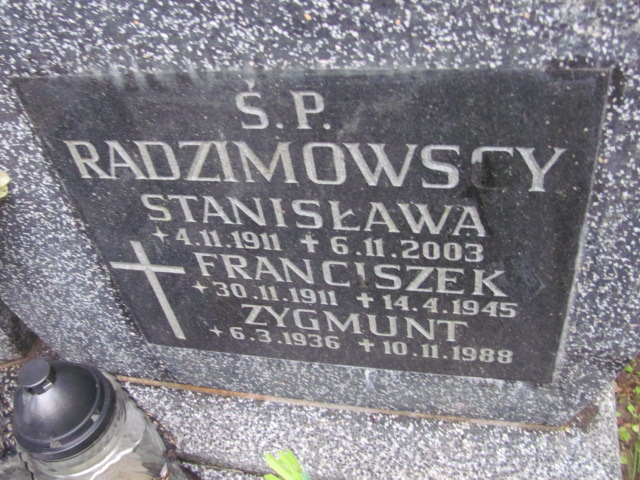 Ś.P.
RADZIMOWSCY
STANISŁAWA
4.11.1911 + 6.11.2003
FRANCISZEK
30.11.1911 + 14.4.1945
ZYGMUNT
6.3.1936 + 10.11.1988